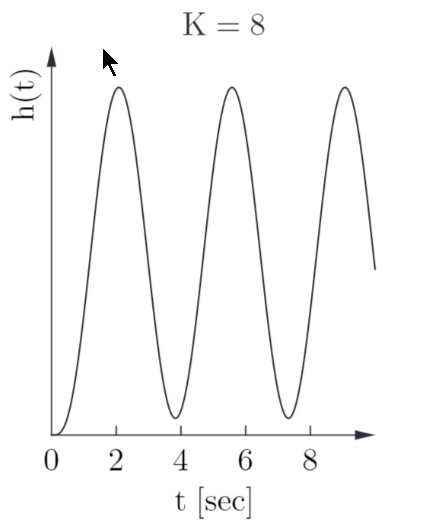 K = 8
h(t)
0 2 4 6 8
t [sec]